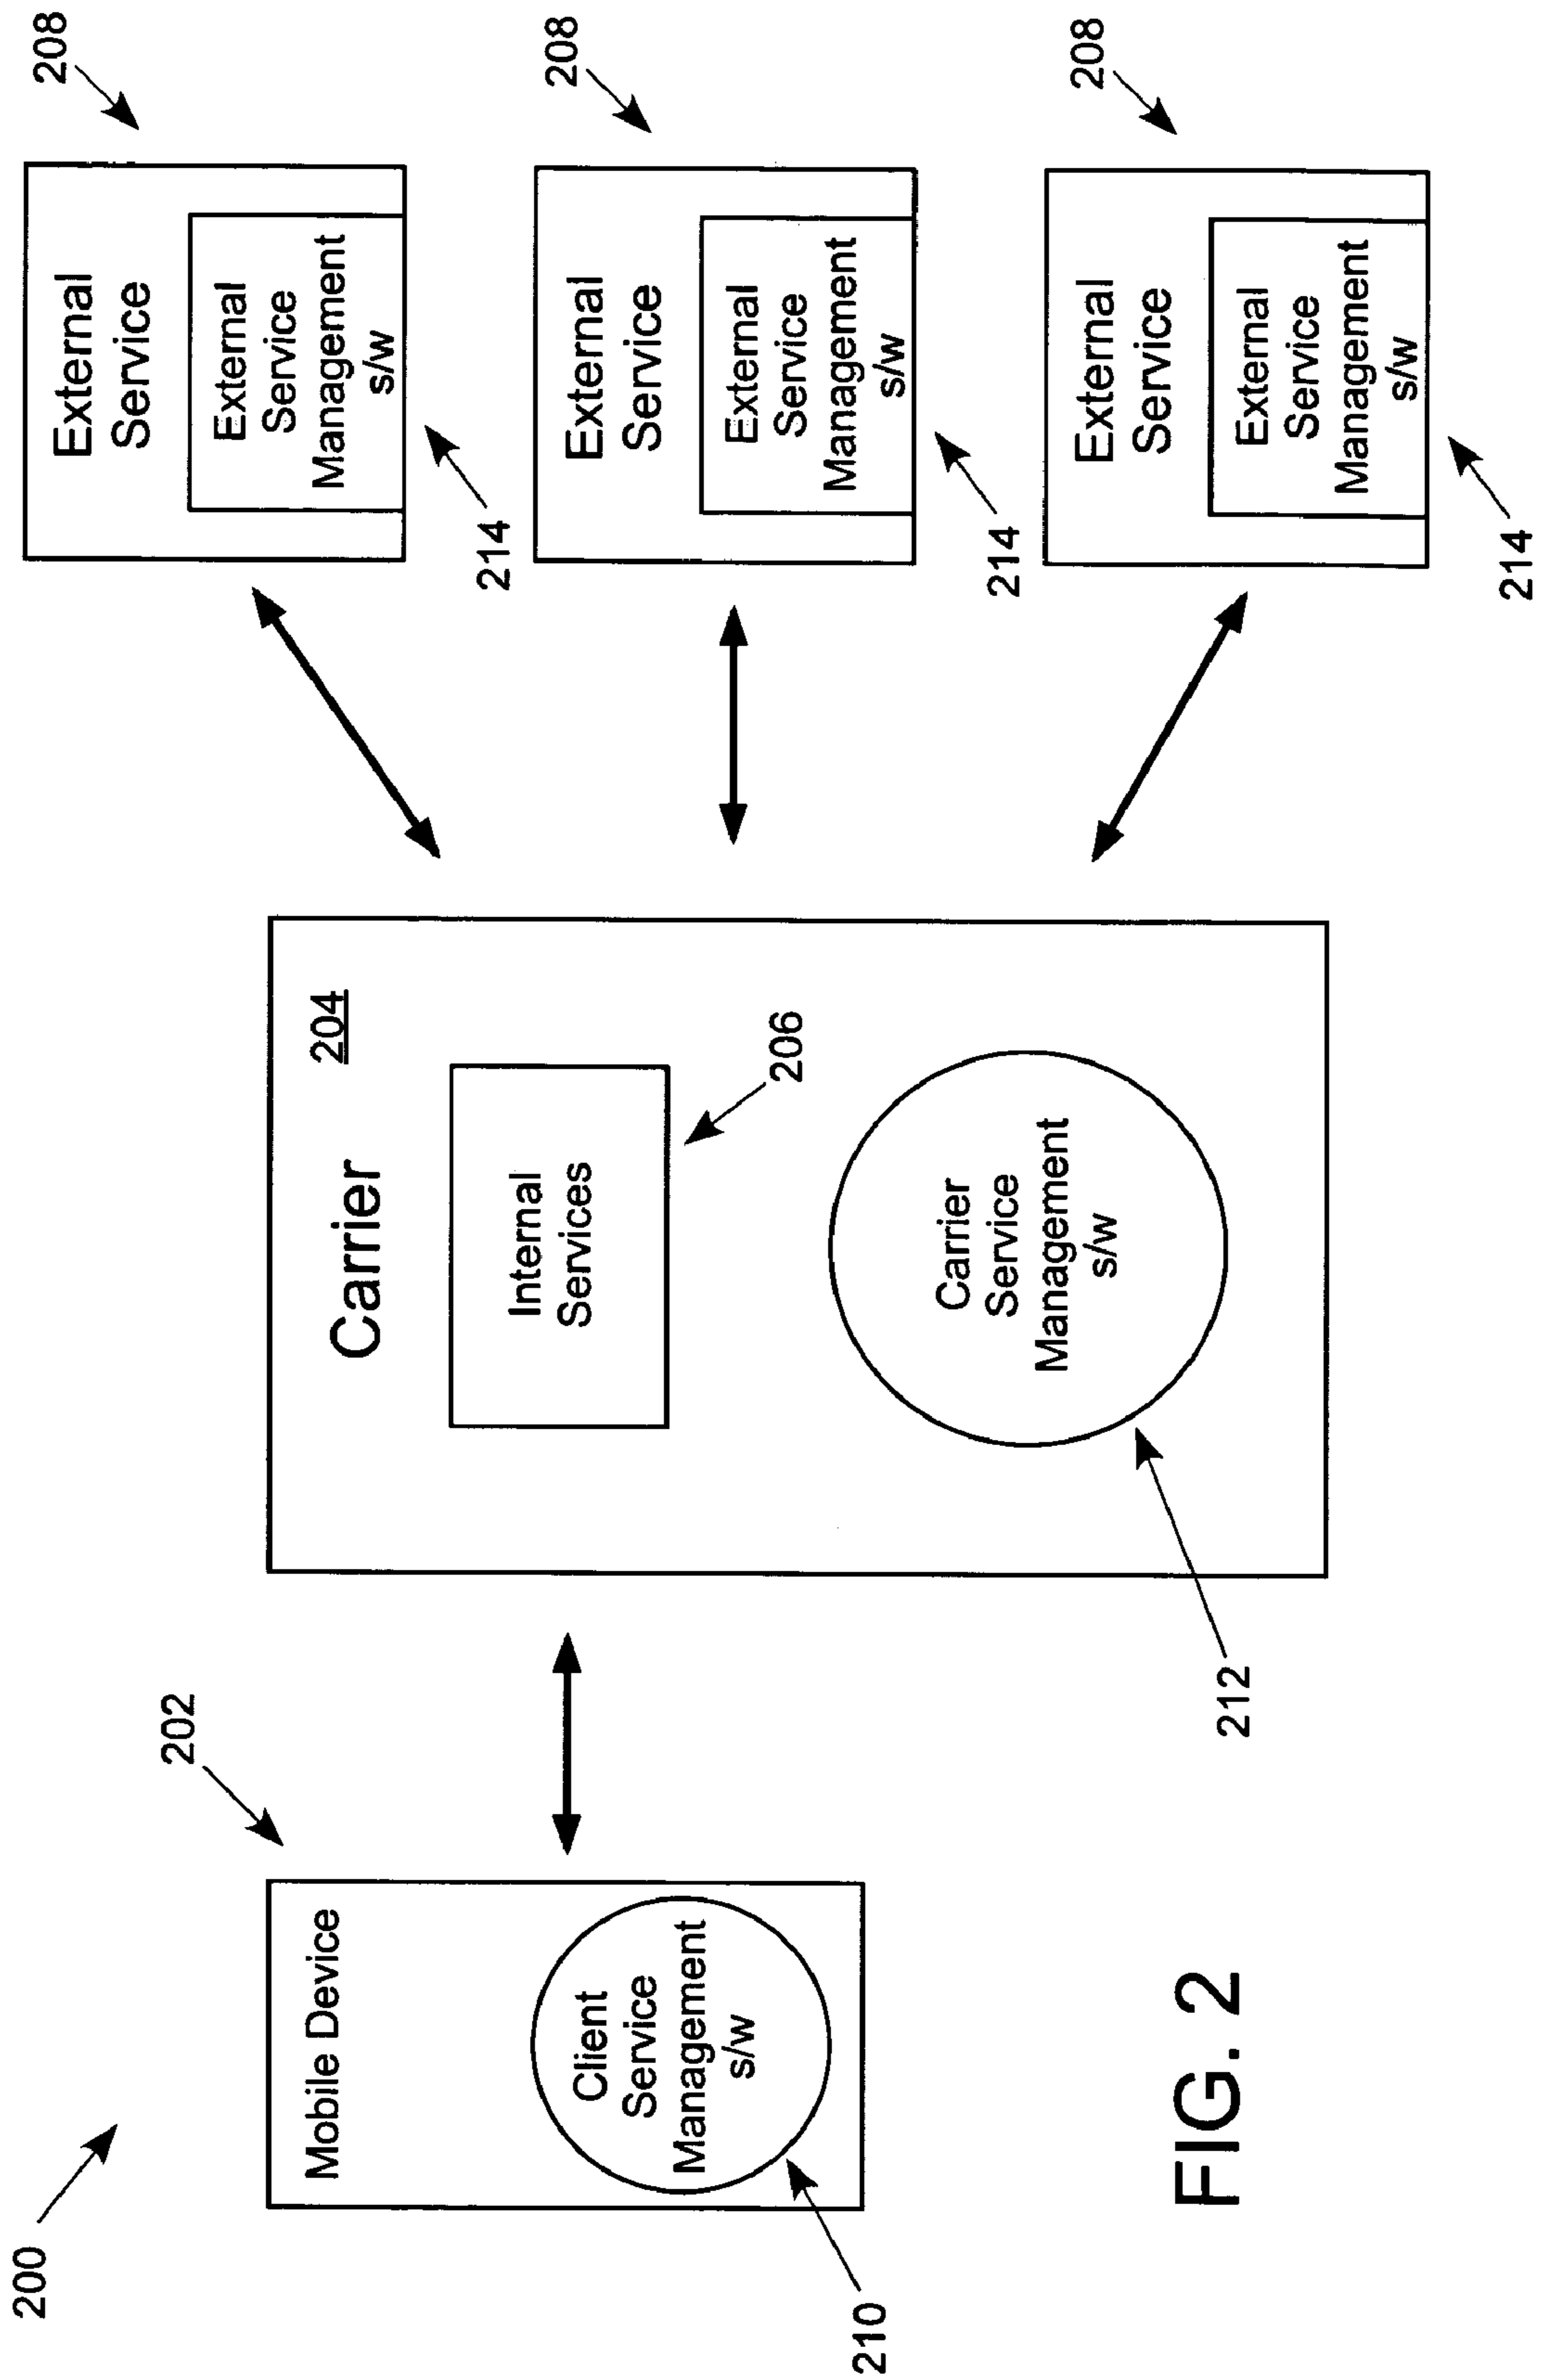 200
202
Mobile Device
Client
Service
Management
s/w
210
Carrier
204
Internal
Services
206
Carrier
Service
Management
s/w
212
208
External
Service
External
Service
Management
s/w
214
208
External
Service
External
Service
Management
s/w
214
208
External
Service
External
Service
Management
s/w
214
FIG. 2